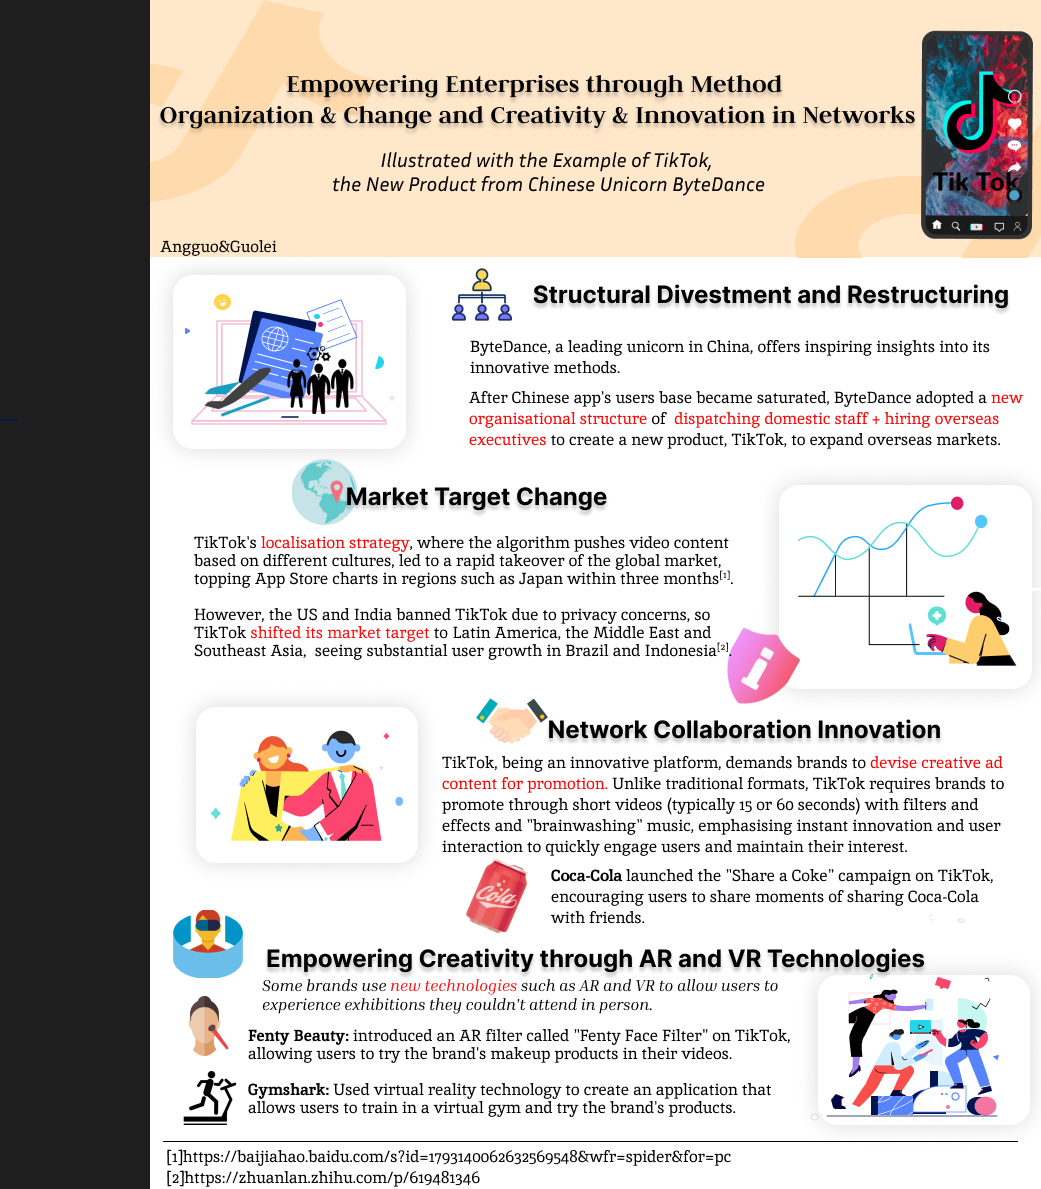 Empowering Enterprises through Method
Organization & Change and Creativity & Innovation in Networks
Illustrated with the Example of TikTok,
the New Product from Chinese Unicorn ByteDance
Tik Tok
Angguo&Guolei
Structural Divestment and Restructuring
ByteDance, a leading unicorn in China, offers inspiring insights into its
innovative methods.
After Chinese app's users base became saturated, ByteDance adopted a new
organisational structure of dispatching domestic staff + hiring overseas
executives to create a new product, TikTok, to expand overseas markets.
Market Target Change
TikTok's localisation strategy, where the algorithm pushes video content
based on different cultures, led to a rapid takeover of the global market,
topping App Store charts in regions such as Japan within three months[1].
However, the US and India banned TikTok due to privacy concerns, so
TikTok shifted its market target to Latin America, the Middle East and
Southeast Asia, seeing substantial user growth in Brazil and Indonesia[2].
Network Collaboration Innovation
TikTok, being an innovative platform, demands brands to devise creative ad
content for promotion. Unlike traditional formats, TikTok requires brands to
promote through short videos (typically 15 or 60 seconds) with filters and
effects and "brainwashing" music, emphasising instant innovation and user
interaction to quickly engage users and maintain their interest.
Cola
Coca-Cola launched the "Share a Coke" campaign on TikTok,
encouraging users to share moments of sharing Coca-Cola
with friends.
Empowering Creativity through AR and VR Technologies
Some brands use new technologies such as AR and VR to allow users to
experience exhibitions they couldn't attend in person.
Fenty Beauty: introduced an AR filter called "Fenty Face Filter" on TikTok,
allowing users to try the brand's makeup products in their videos.
Gymshark: Used virtual reality technology to create an application that
allows users to train in a virtual gym and try the brand's products.
[1]https://baijiahao.baidu.com/s?id=1793140062632569548&wfr=spider&for=pc
[2]https://zhuanlan.zhihu.com/p/619481346